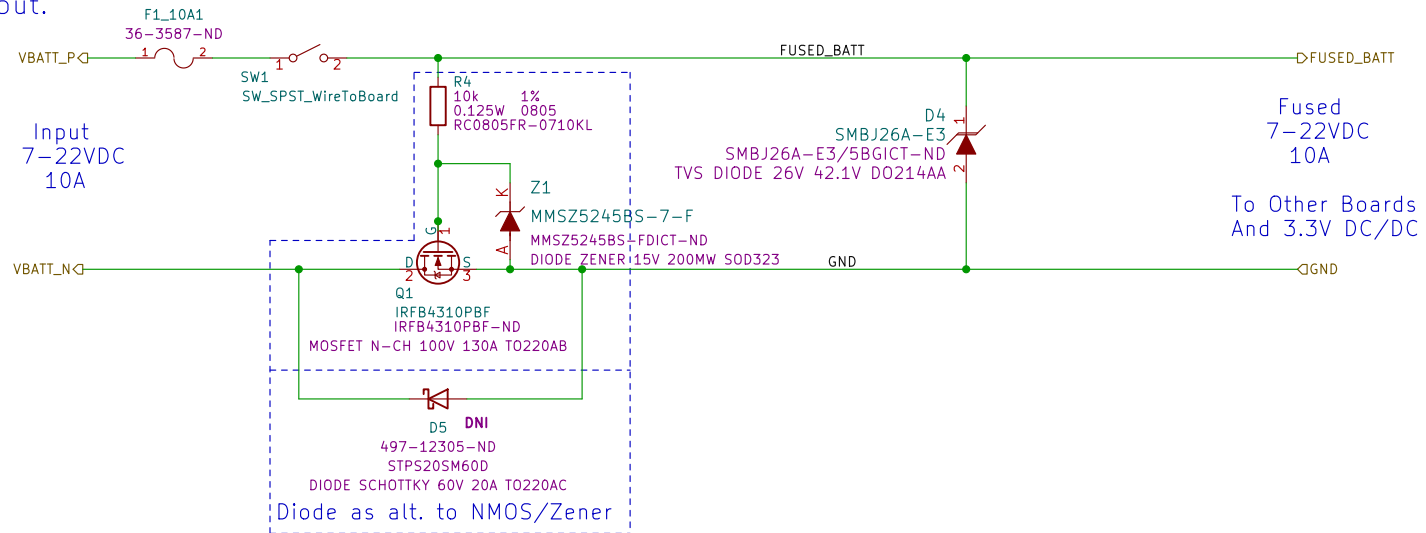 out.
F1_10A1
36-3587-ND
VBATT_P
1
2
1
2
SW1
SW_SPST_WireToBoard
FUSED_BATT
FUSED_BATT
R4
10k 1%
0.125W 0805
RC0805FR-0710KL
Input
7-22VDC
10A
D4
1
SMBJ26A-E3
SMBJ26A-E3/5BGICT-ND
TVS DIODE 26V 42.1V DO214AA
2
Fused
7-22VDC
10A
To Other Boards
And 3.3V DC/DC
K
Z1
MMSZ5245BS-7-F
MMSZ5245BS-FDICT-ND
DIODE ZENER 15V 200MW SOD323
A
G
1
D
2
S
3
VBATT_N
GND
GND
Q1
IRFB4310PBF
IRFB4310PBF-ND
MOSFET N-CH 100V 130A TO220AB
D5 DNI
497-12305-ND
STPS20SM60D
DIODE SCHOTTKY 60V 20A TO220AC
Diode as alt. to NMOS/Zener